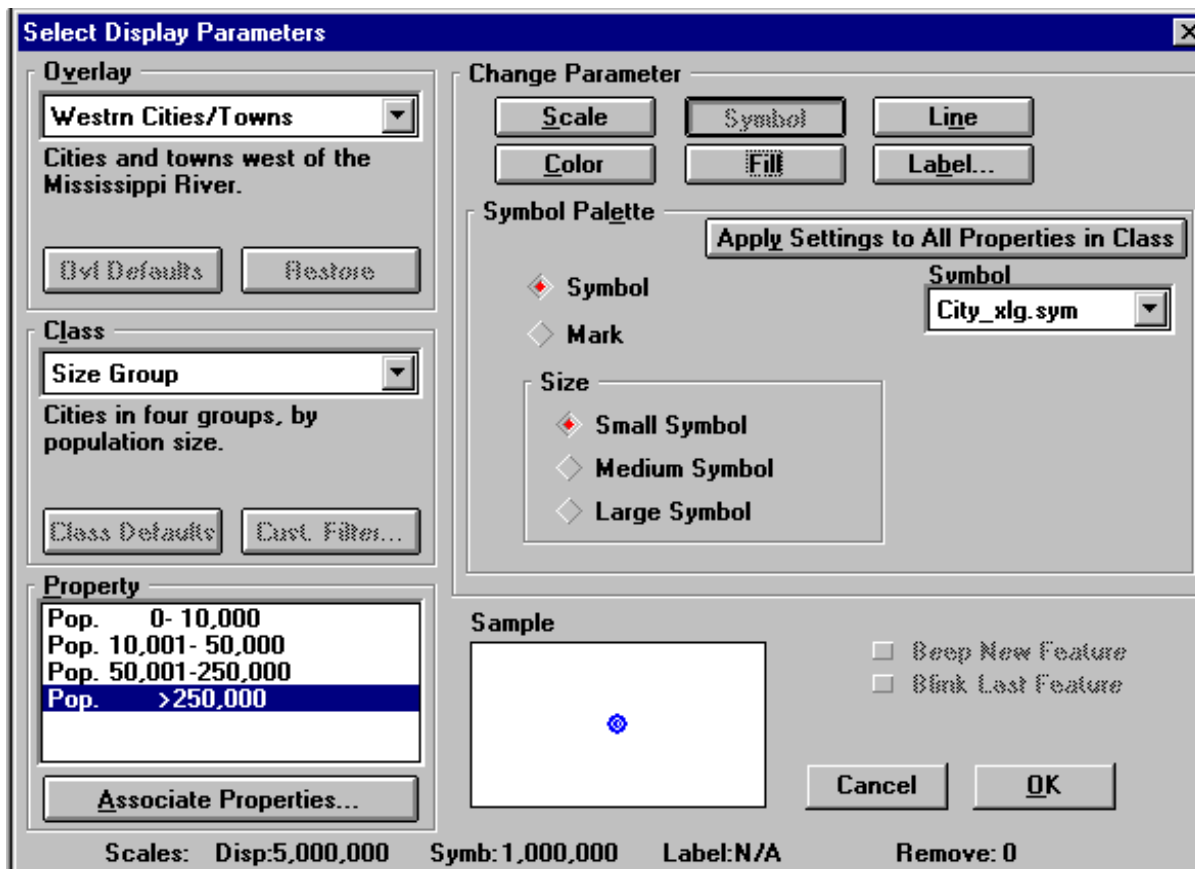 Select Display Parameters
Overlay
Westrn Cities/Towns
Cities and towns west of the
Mississippi River.
Ovl Defaults
Restore
Class
Size Group
Cities in four groups, by
population size.
Class Defaults
Cust. Filter...
Property
Pop. 0- 10,000
Pop. 10,001- 50,000
Pop. 50,001-250,000
Pop. >250,000
Associate Properties...
Change Parameter
Scale
Symbol
Line
Color
Fill
Label...
Symbol Palette
Apply Settings to All Properties in Class
Symbol
Mark
Symbol
City_xlg.sym
Size
Small Symbol
Medium Symbol
Large Symbol
Sample
Beep New Feature
Blink Last Feature
Cancel
OK
Scales: Disp:5,000,000 Symb:1,000,000 Label:N/A Remove: 0